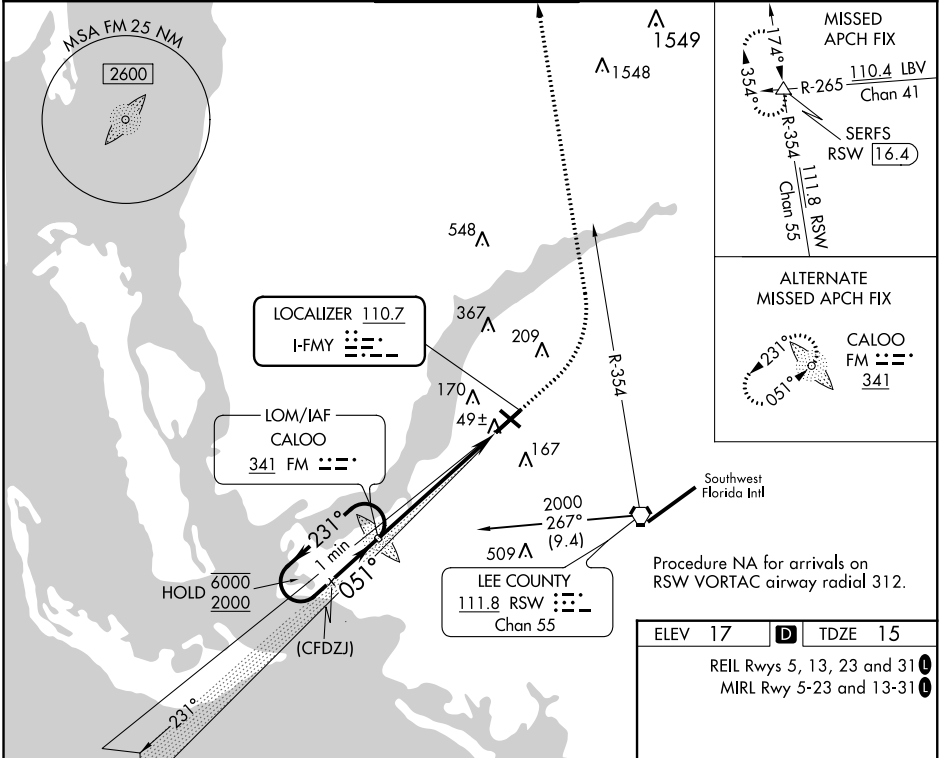 MSA FM 25 NM
2600
1549
1548
548
LOCALIZER 110.7
I-FMY
367
209
170
49±
167
R-354
LOM/IAF
CALOO
341 FM
231°
1 min
051°
HOLD
6000
2000
(CFDZJ)
231°
2000
267°
(9.4)
509
LEE COUNTY
111.8 RSW
Chan 55
Southwest
Florida Intl
Procedure NA for arrivals on
RSW VORTAC airway radial 312.
MISSED
APCH FIX
174°
354°
R-265 110.4 LBV
Chan 41
SERFS
RSW 16.4
R-354 111.8 RSW
Chan 55
ALTERNATE
MISSED APCH FIX
231°
051°
CALOO
FM
341
ELEV 17 D TDZE 15
REIL Rwys 5, 13, 23 and 31 L
MIRL Rwy 5-23 and 13-31 L